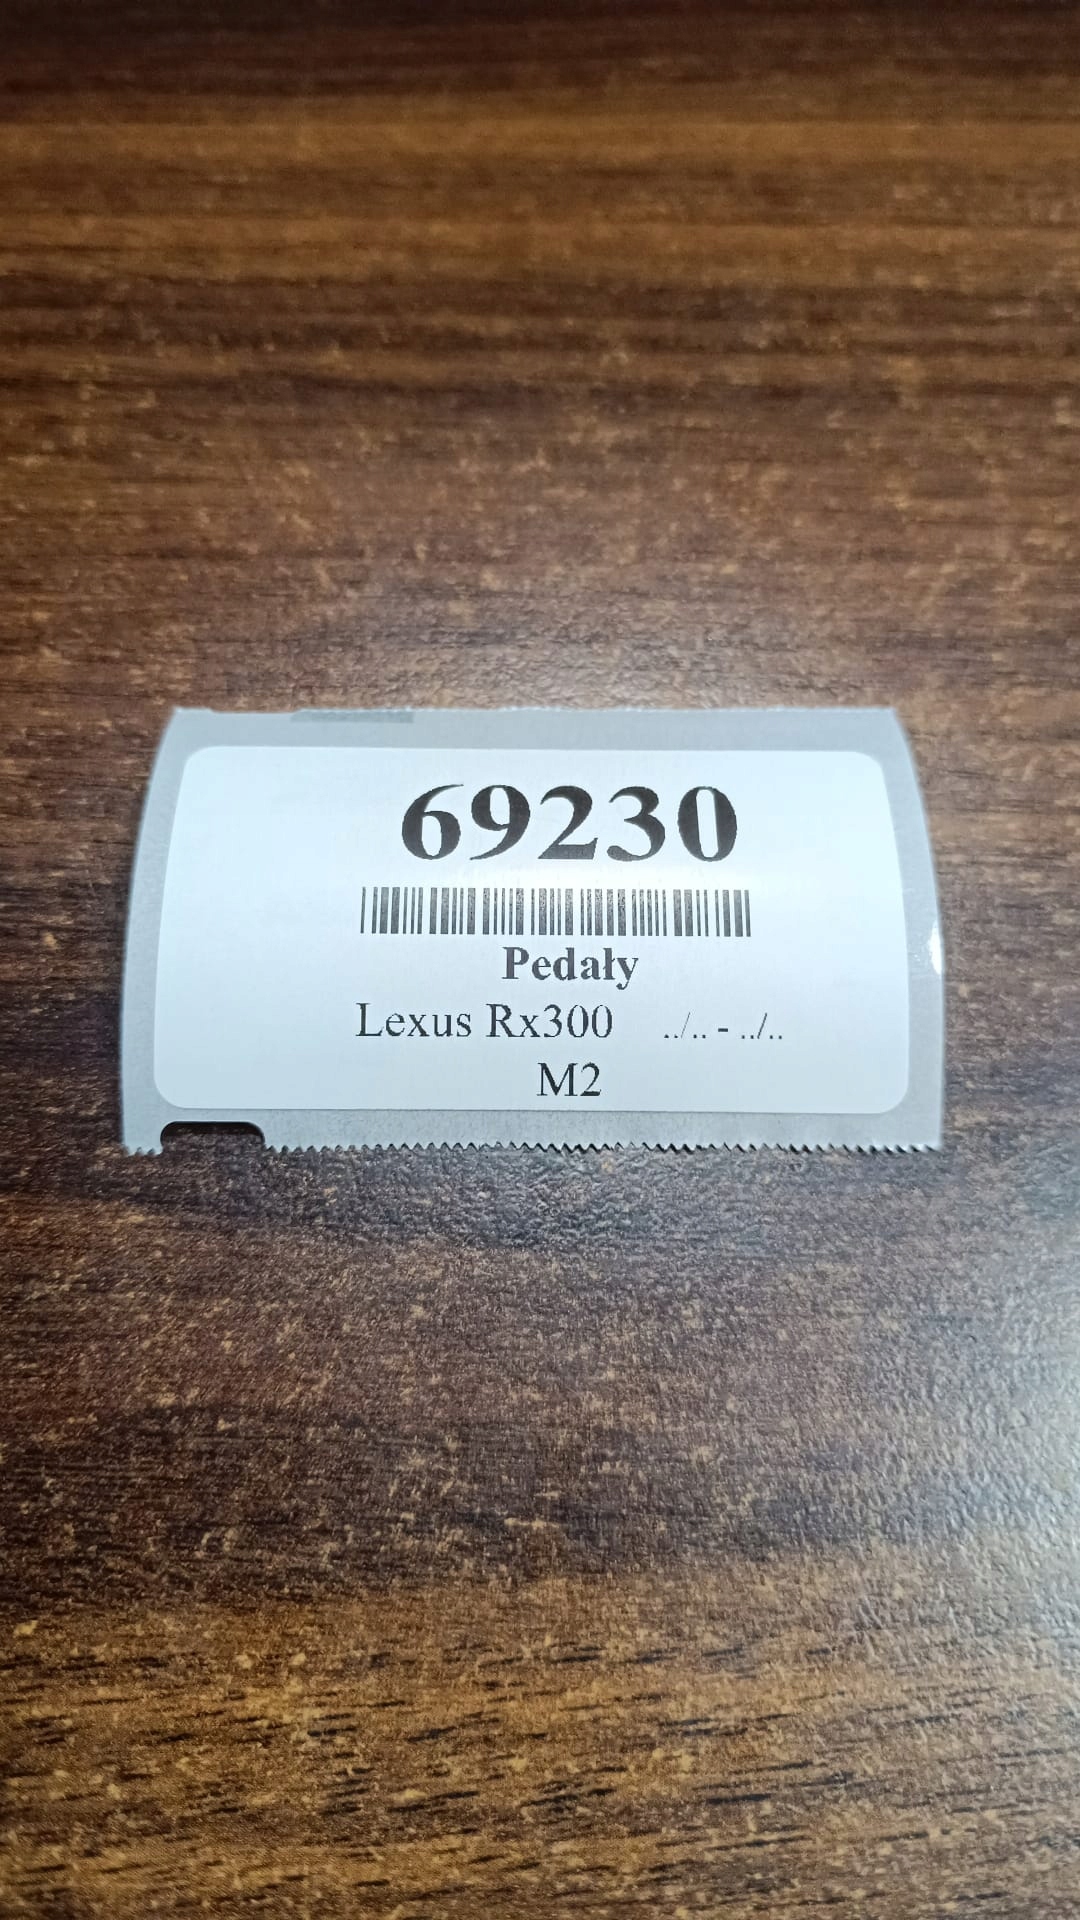 69230
Pedały
Lexus Rx300 ../.. - ../..
M2